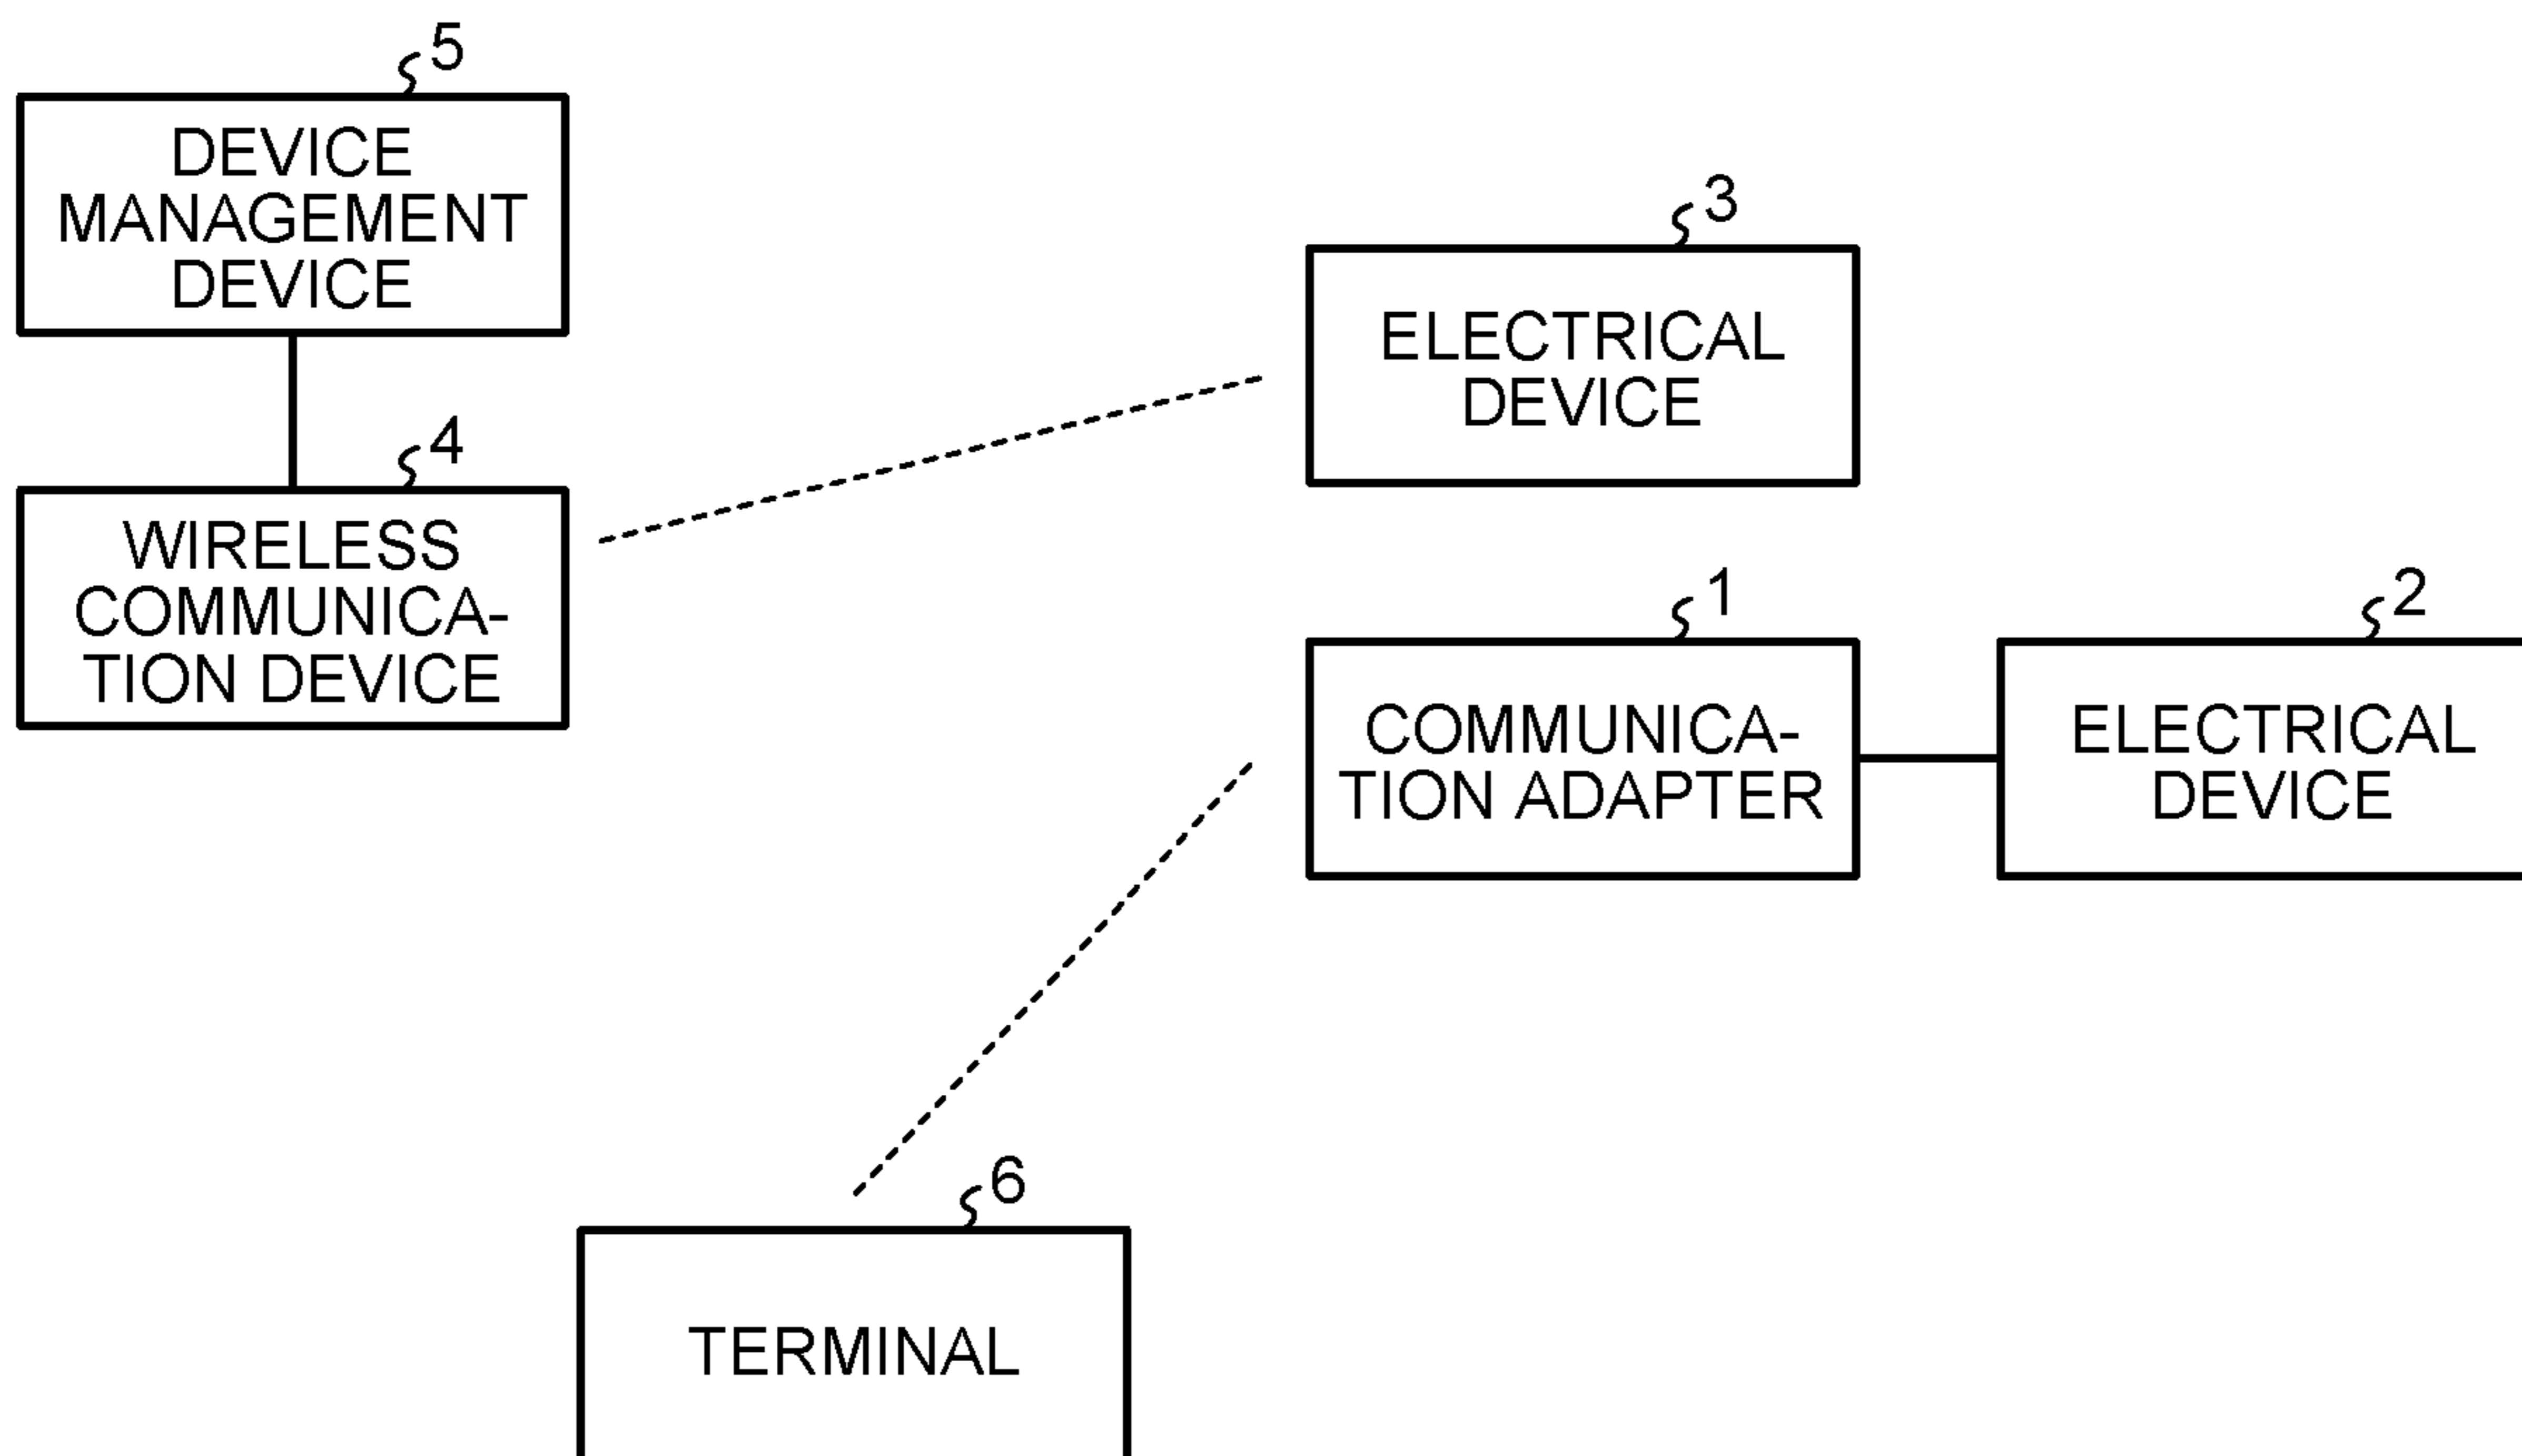 5
DEVICE
MANAGEMENT
DEVICE
3
ELECTRICAL
DEVICE
4
WIRELESS
COMMUNICA-
TION DEVICE
1
COMMUNICA-
TION ADAPTER
2
ELECTRICAL
DEVICE
6
TERMINAL